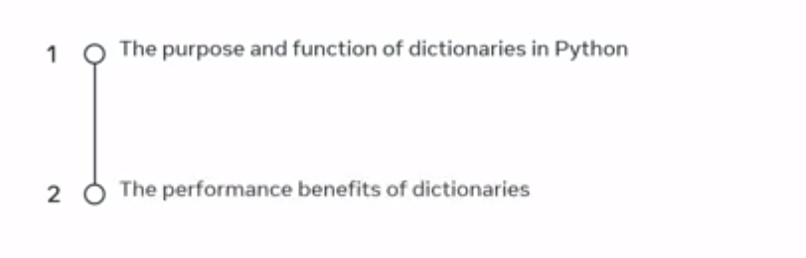 1 The purpose and function of dictionaries in Python
2 The performance benefits of dictionaries